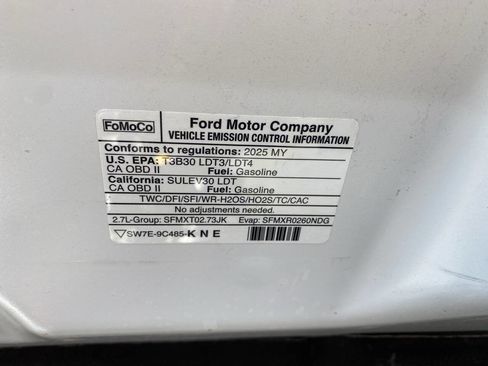 FoMoCo
Ford Motor Company
VEHICLE EMISSION CONTROL INFORMATION
Conforms to regulations: 2025 MY
U.S. EPA: T3B30 LDT3/LDT4
CA OBD II Fuel: Gasoline
California: SULEV30 LDT
CA OBD II Fuel: Gasoline
TWC/DFI/SFI/WR-H2OS/HO2S/TC/CAC
No adjustments needed.
2.7L-Group: SFMXT02.73JK Evap: SFMXR0260NDG
SW7E-9C485-K N E